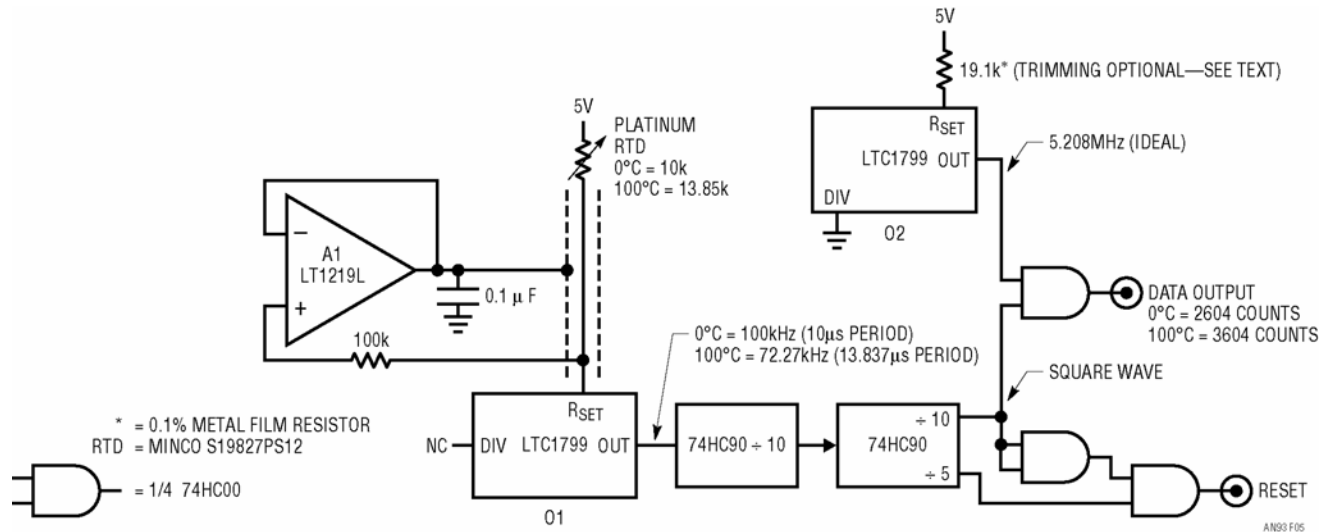 5V
19.1k* (TRIMMING OPTIONAL—SEE TEXT)
RSET
LTC1799 OUT
DIV
O2
5.208MHz (IDEAL)
5V
PLATINUM
RTD
0°C = 10k
100°C = 13.85k
−
A1
LT1219L
+
0.1 µF
100k
DATA OUTPUT
0°C = 2604 COUNTS
100°C = 3604 COUNTS
0°C = 100kHz (10µs PERIOD)
100°C = 72.27kHz (13.837µs PERIOD)
SQUARE WAVE
* = 0.1% METAL FILM RESISTOR
RTD = MINCO S19827PS12
= 1/4 74HC00
NC
RSET
DIV LTC1799 OUT
O1
74HC90 ÷ 10
÷ 10
74HC90
÷ 5
RESET
AN93 F05